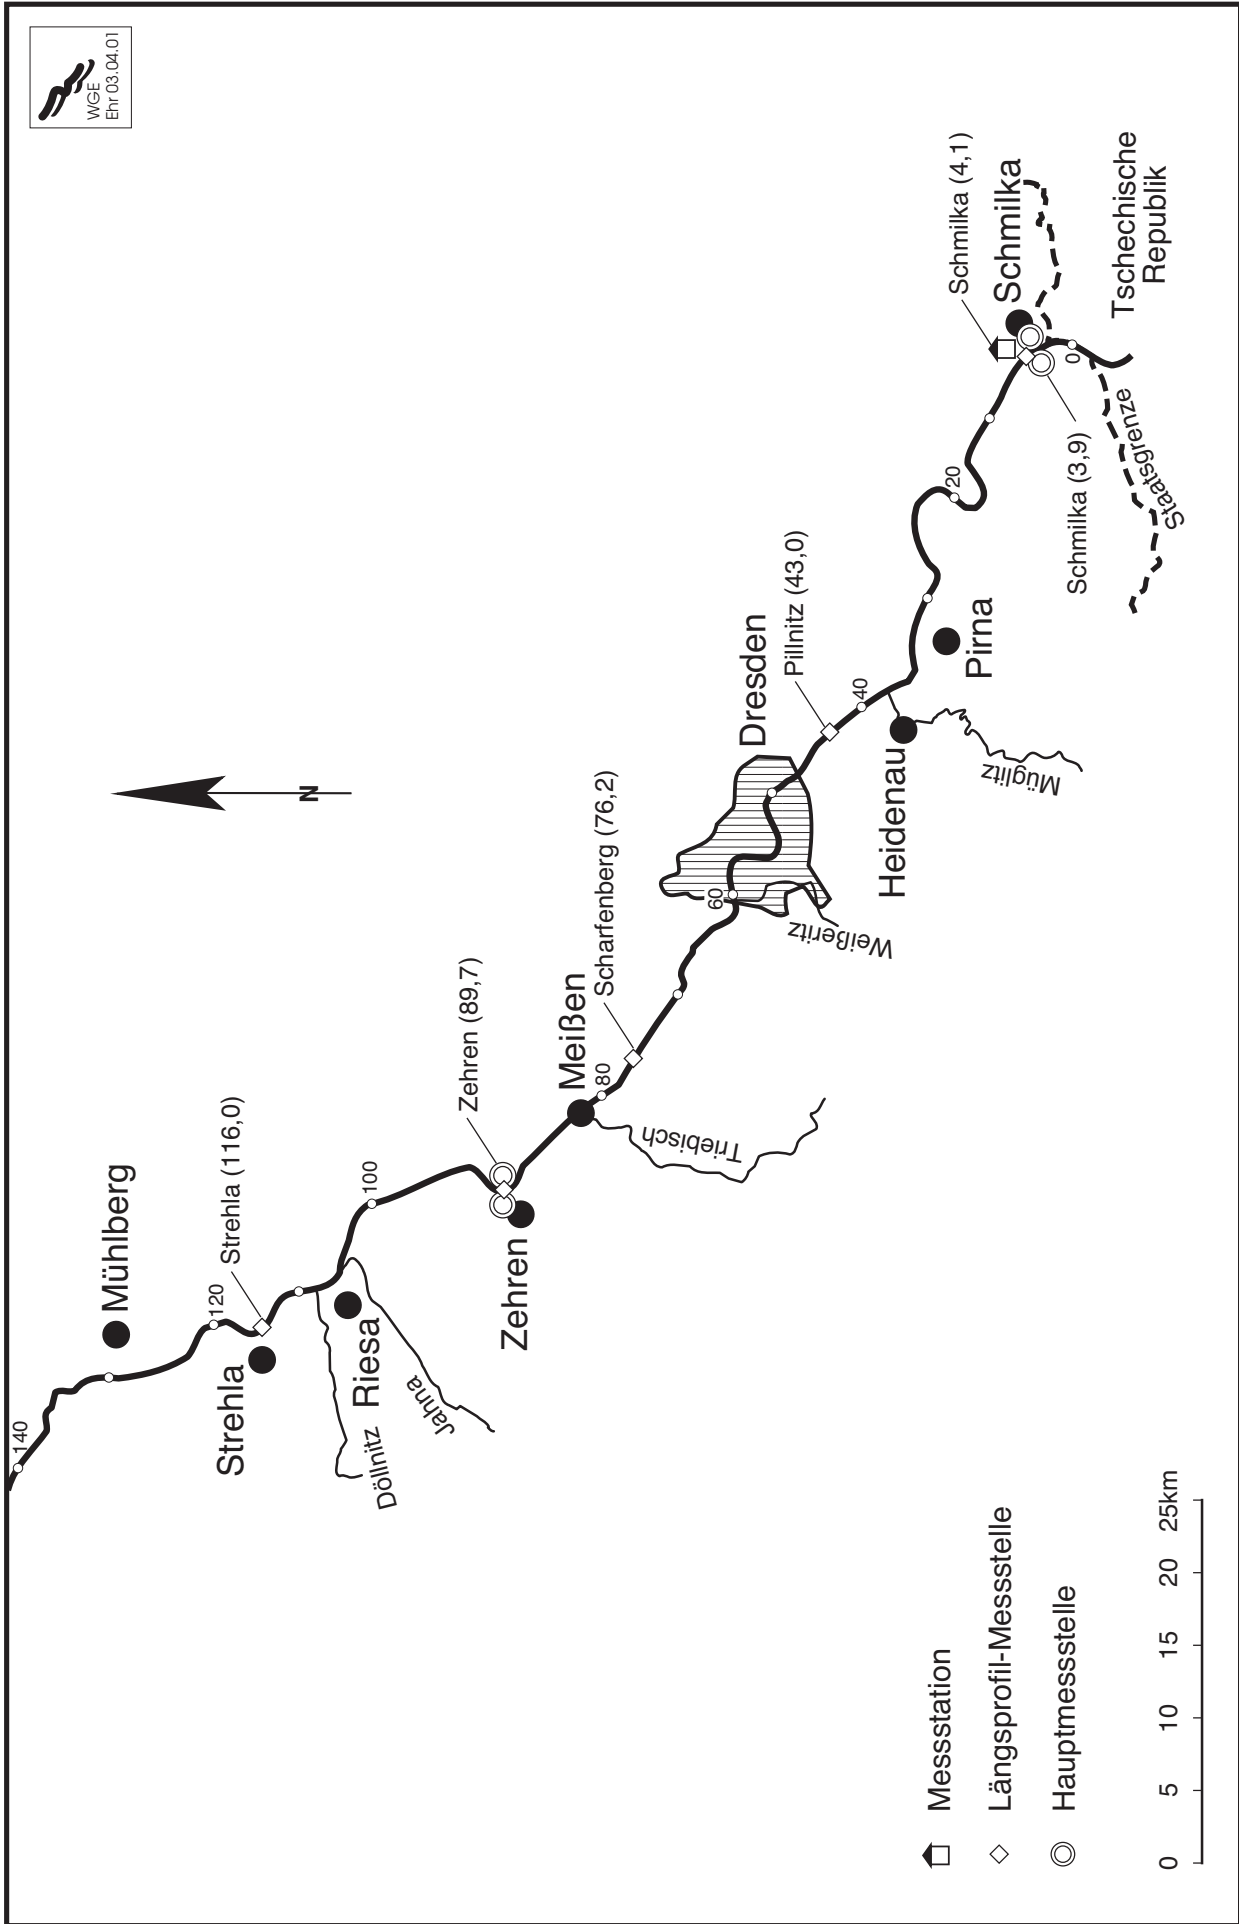 WGE
Ehr 03.04.01
N
140
Mühlberg
120
Strehla (116,0)
Strehla
Riesa
Döllnitz
Jahna
100
Zehren (89,7)
Zehren
Meißen
80
Triebisch
Scharfenberg (76,2)
60
Weißeritz
Dresden
Pillnitz (43,0)
40
Heidenau
Müglitz
Pirna
20
Schmilka (4,1)
Schmilka
Schmilka (3,9)
0
Staatsgrenze
Tschechische
Republik
Messstation
Längsprofil-Messstelle
Hauptmessstelle
0 5 10 15 20 25km